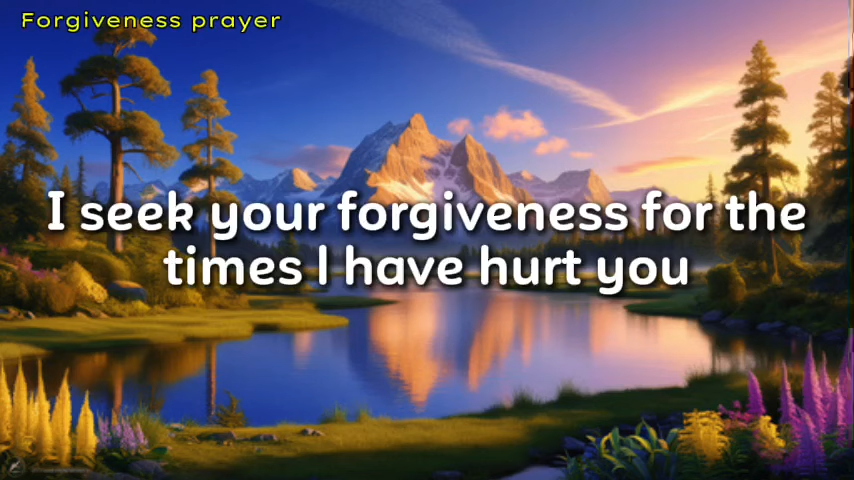 Forgiveness prayer
I seek your forgiveness for the
times I have hurt you